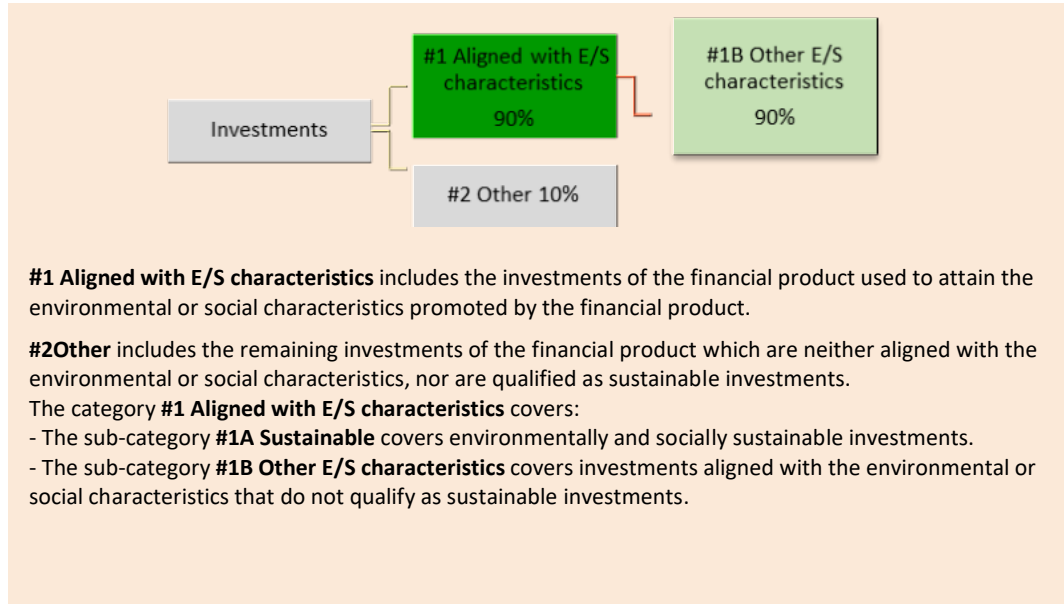 #1 Aligned with E/S
characteristics
90%
#1B Other E/S
characteristics
90%
Investments
#2 Other 10%
#1 Aligned with E/S characteristics includes the investments of the financial product used to attain the
environmental or social characteristics promoted by the financial product.
#2Other includes the remaining investments of the financial product which are neither aligned with the
environmental or social characteristics, nor are qualified as sustainable investments.
The category #1 Aligned with E/S characteristics covers:
- The sub-category #1A Sustainable covers environmentally and socially sustainable investments.
- The sub-category #1B Other E/S characteristics covers investments aligned with the environmental or
social characteristics that do not qualify as sustainable investments.